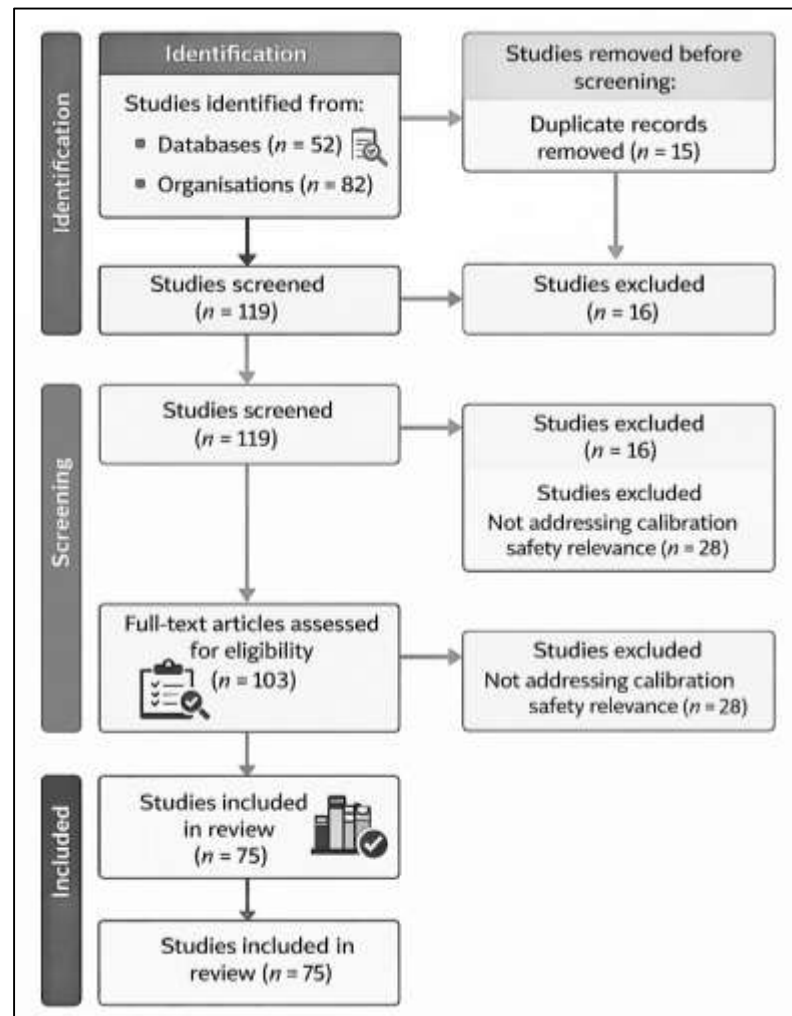 Identification
Identification
Studies identified from:
▪ Databases (n = 52)
▪ Organisations (n = 82)
Studies removed before
screening:
Duplicate records
removed (n = 15)
Studies screened
(n = 119)
Studies excluded
(n = 16)
Screening
Studies screened
(n = 119)
Studies excluded
(n = 16)
Studies excluded
Not addressing calibration
safety relevance (n = 28)
Full-text articles assessed
for eligibility
(n = 103)
Studies excluded
Not addressing calibration
safety relevance (n = 28)
Included
Studies included
in review
(n = 75)
Studies included in
review (n = 75)